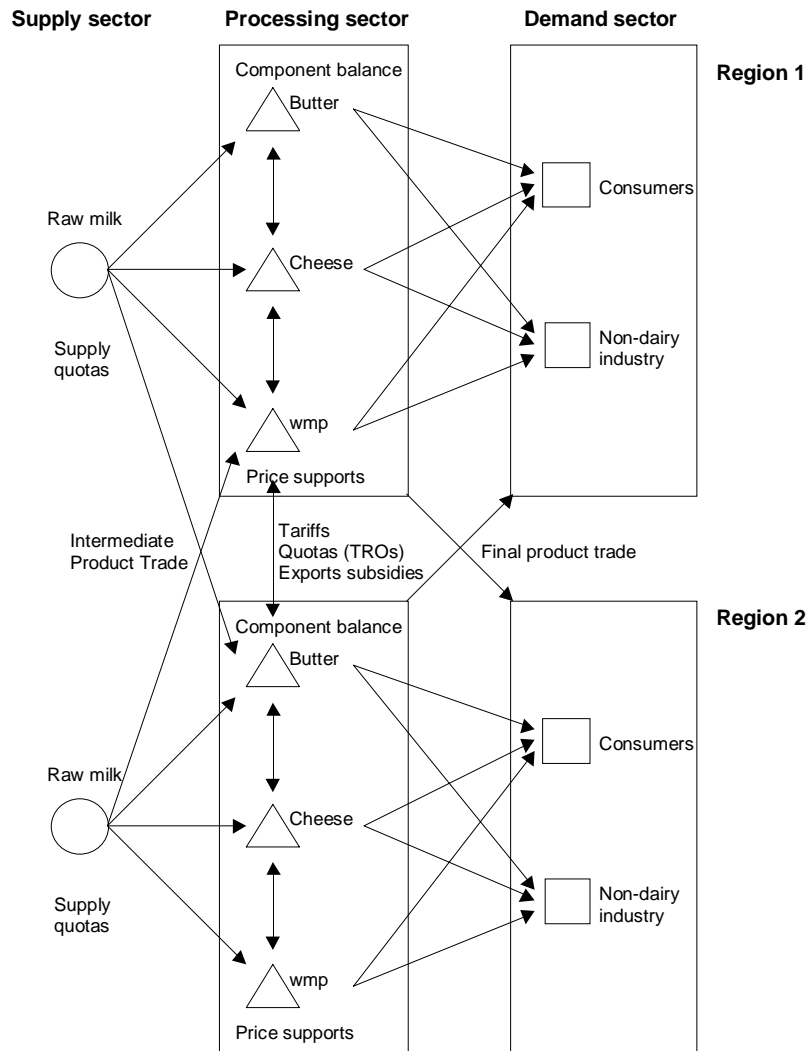 Supply sector
Processing sector
Demand sector
Region 1
Component balance
Butter
Consumers
Raw milk
Cheese
Supply
quotas
Non-dairy
industry
wmp
Price supports
Intermediate
Product Trade
Tariffs
Quotas (TROs)
Exports subsidies
Final product trade
Region 2
Component balance
Butter
Consumers
Raw milk
Cheese
Supply
quotas
Non-dairy
industry
wmp
Price supports